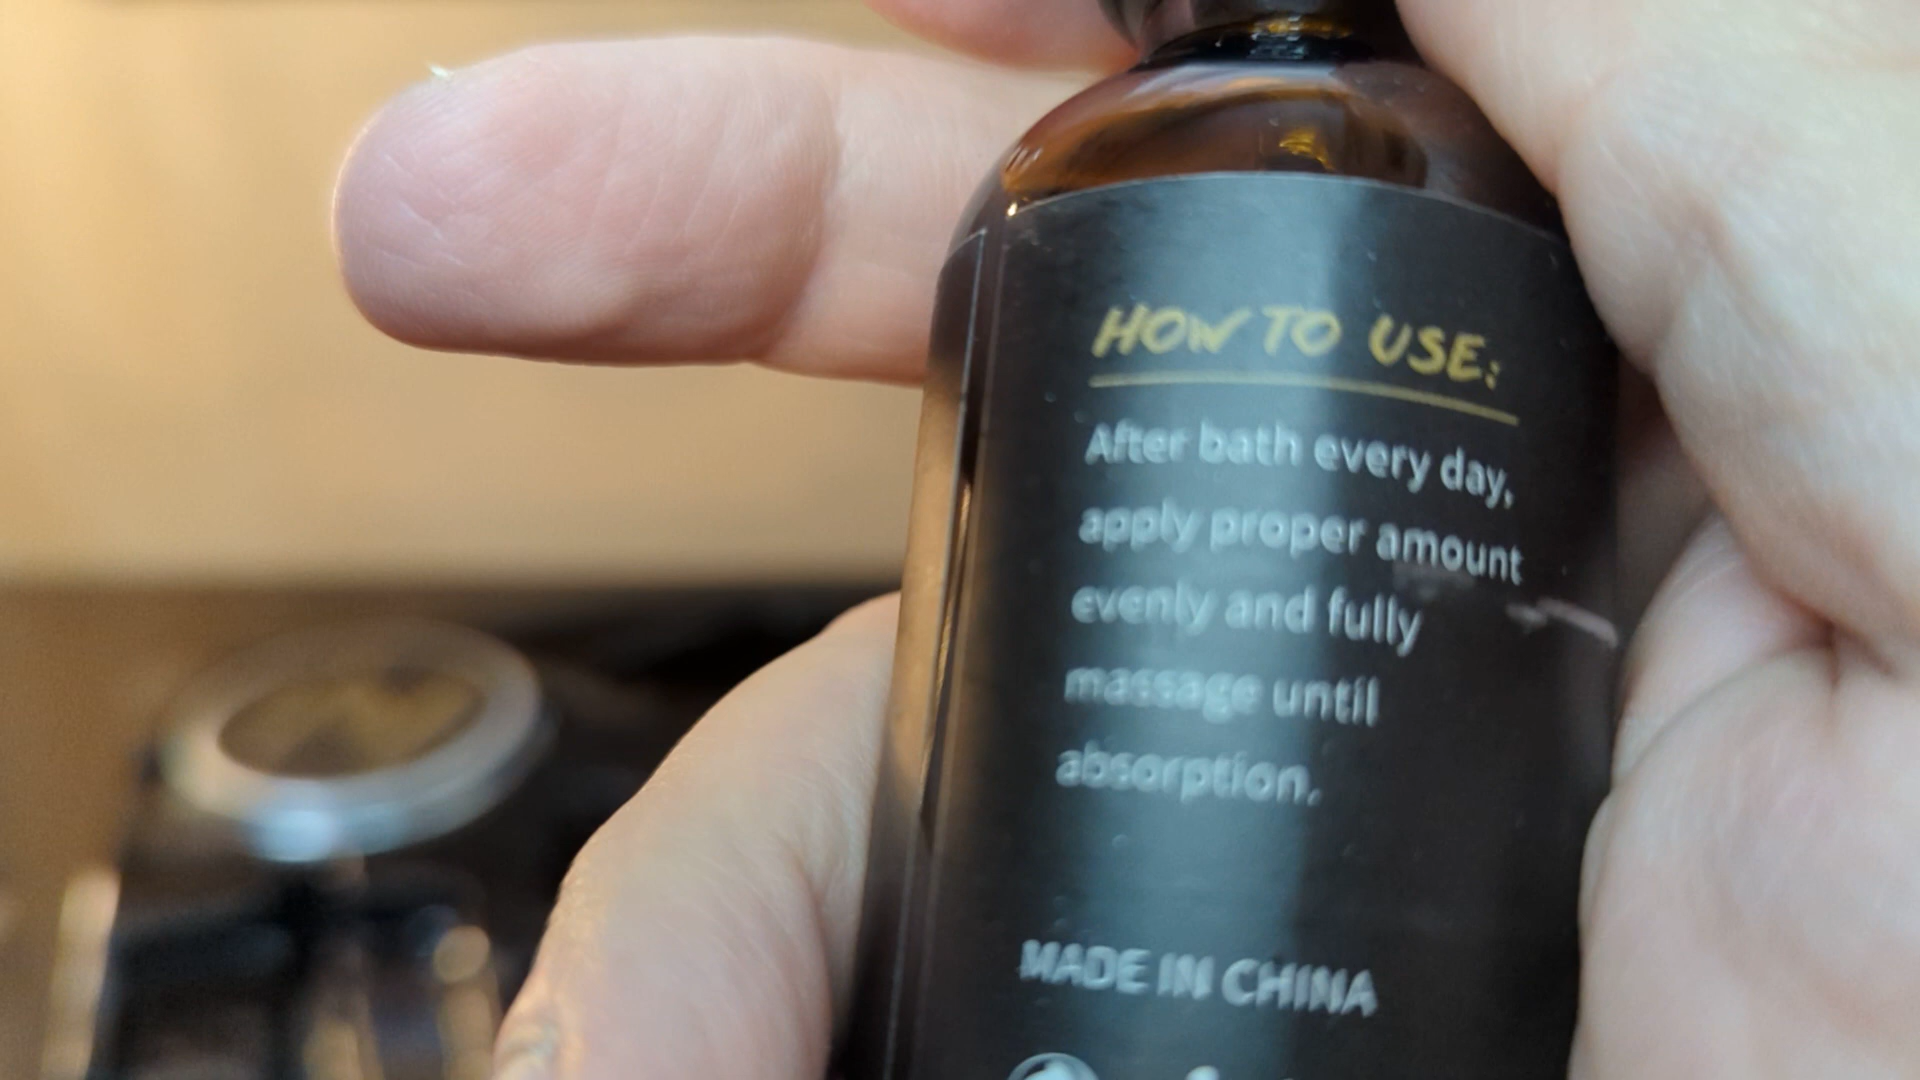 HOW TO USE:
After bath every day,
apply proper amount
evenly and fully
massage until
absorption.
MADE IN CHINA